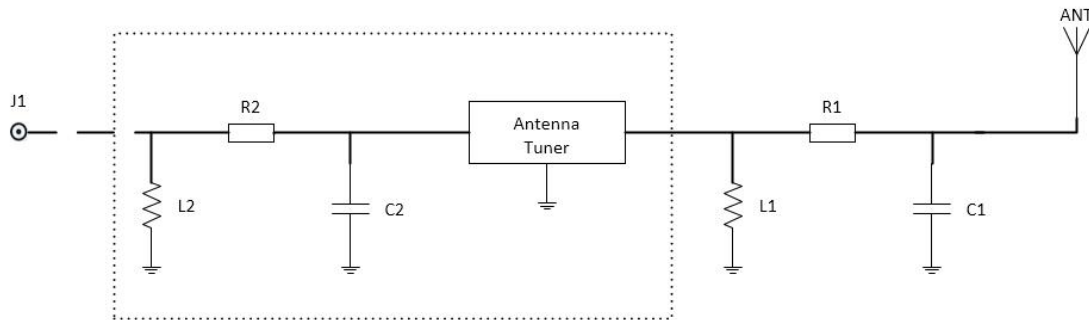 ANT
J1
R2
R1
Antenna
Tuner
L2
C2
L1
C1